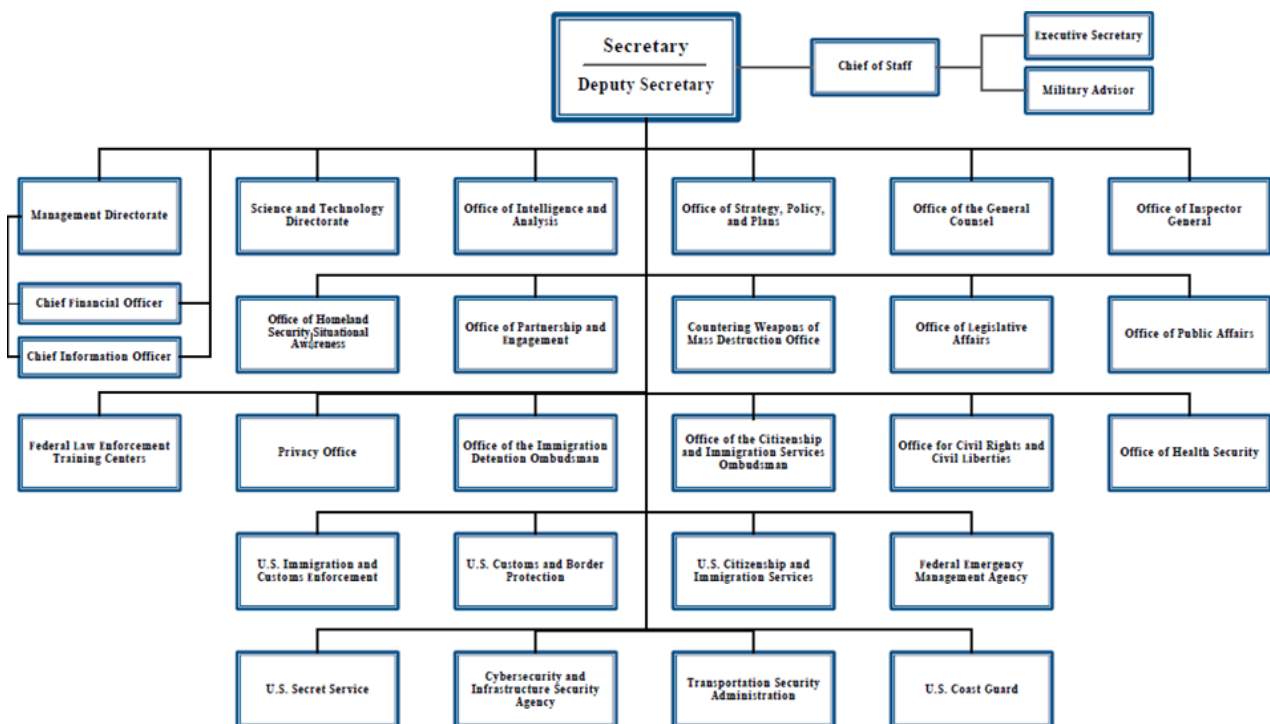 Secretary
Deputy Secretary
Chief of Staff
Executive Secretary
Military Advisor
Management Directorate
Science and Technology
Directorate
Office of Intelligence and
Analysis
Office of Strategy, Policy,
and Plans
Office of the General
Counsel
Office of Inspector
General
Chief Financial Officer
Chief Information Officer
Office of Homeland
Security Situational
Awareness
Office of Partnership and
Engagement
Countering Weapons of
Mass Destruction Office
Office of Legislative
Affairs
Office of Public Affairs
Federal Law Enforcement
Training Centers
Privacy Office
Office of the Immigration
Detention Ombudsman
Office of the Citizenship
and Immigration Services
Ombudsman
Office for Civil Rights and
Civil Liberties
Office of Health Security
U.S. Immigration and
Customs Enforcement
U.S. Customs and Border
Protection
U.S. Citizenship and
Immigration Services
Federal Emergency
Management Agency
U.S. Secret Service
Cybersecurity and
Infrastructure Security
Agency
Transportation Security
Administration
U.S. Coast Guard